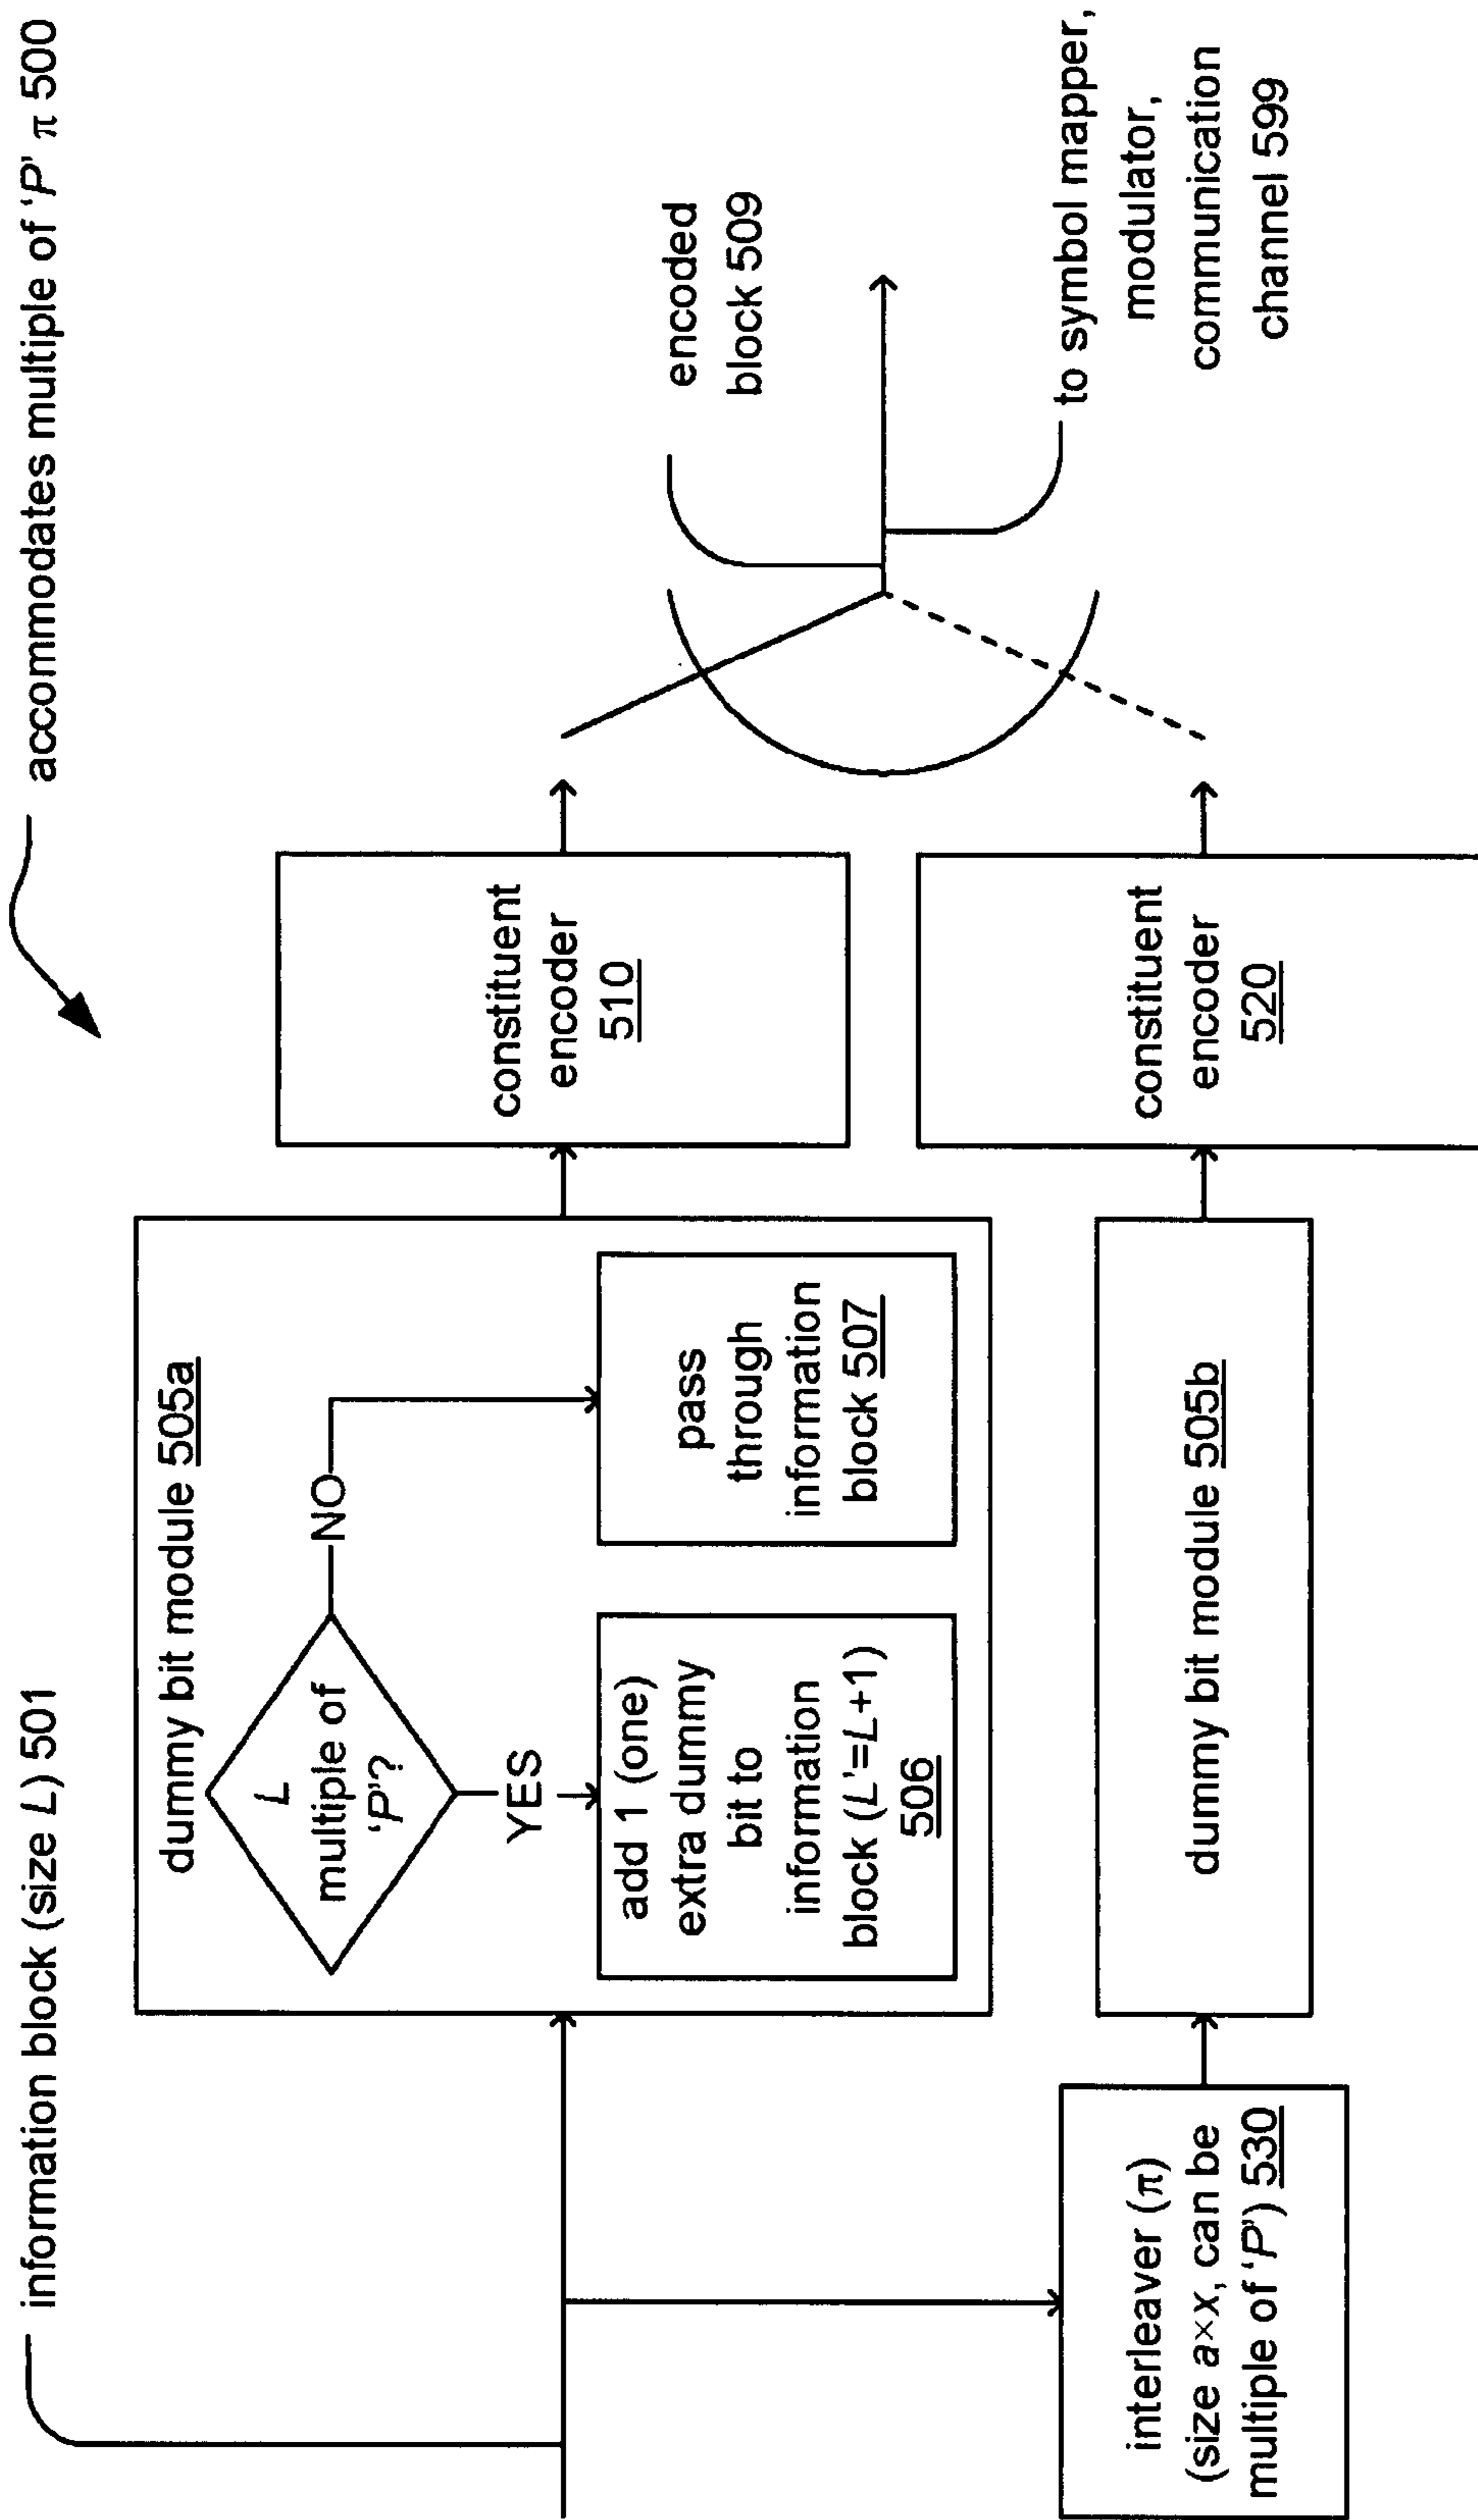 information block (size L) 501
accommodates multiple of 'P' π 500
dummy bit module 505a
L
multiple of
'P'?
NO
YES
add 1 (one)
extra dummy
bit to
information
block (L'=L+1)
506
pass
through
information
block 507
constituent
encoder
510
encoded
block 509
interleaver (π)
(size a×x, can be
multiple of 'P') 530
dummy bit module 505b
constituent
encoder
520
to symbol mapper,
modulator,
communication
channel 599